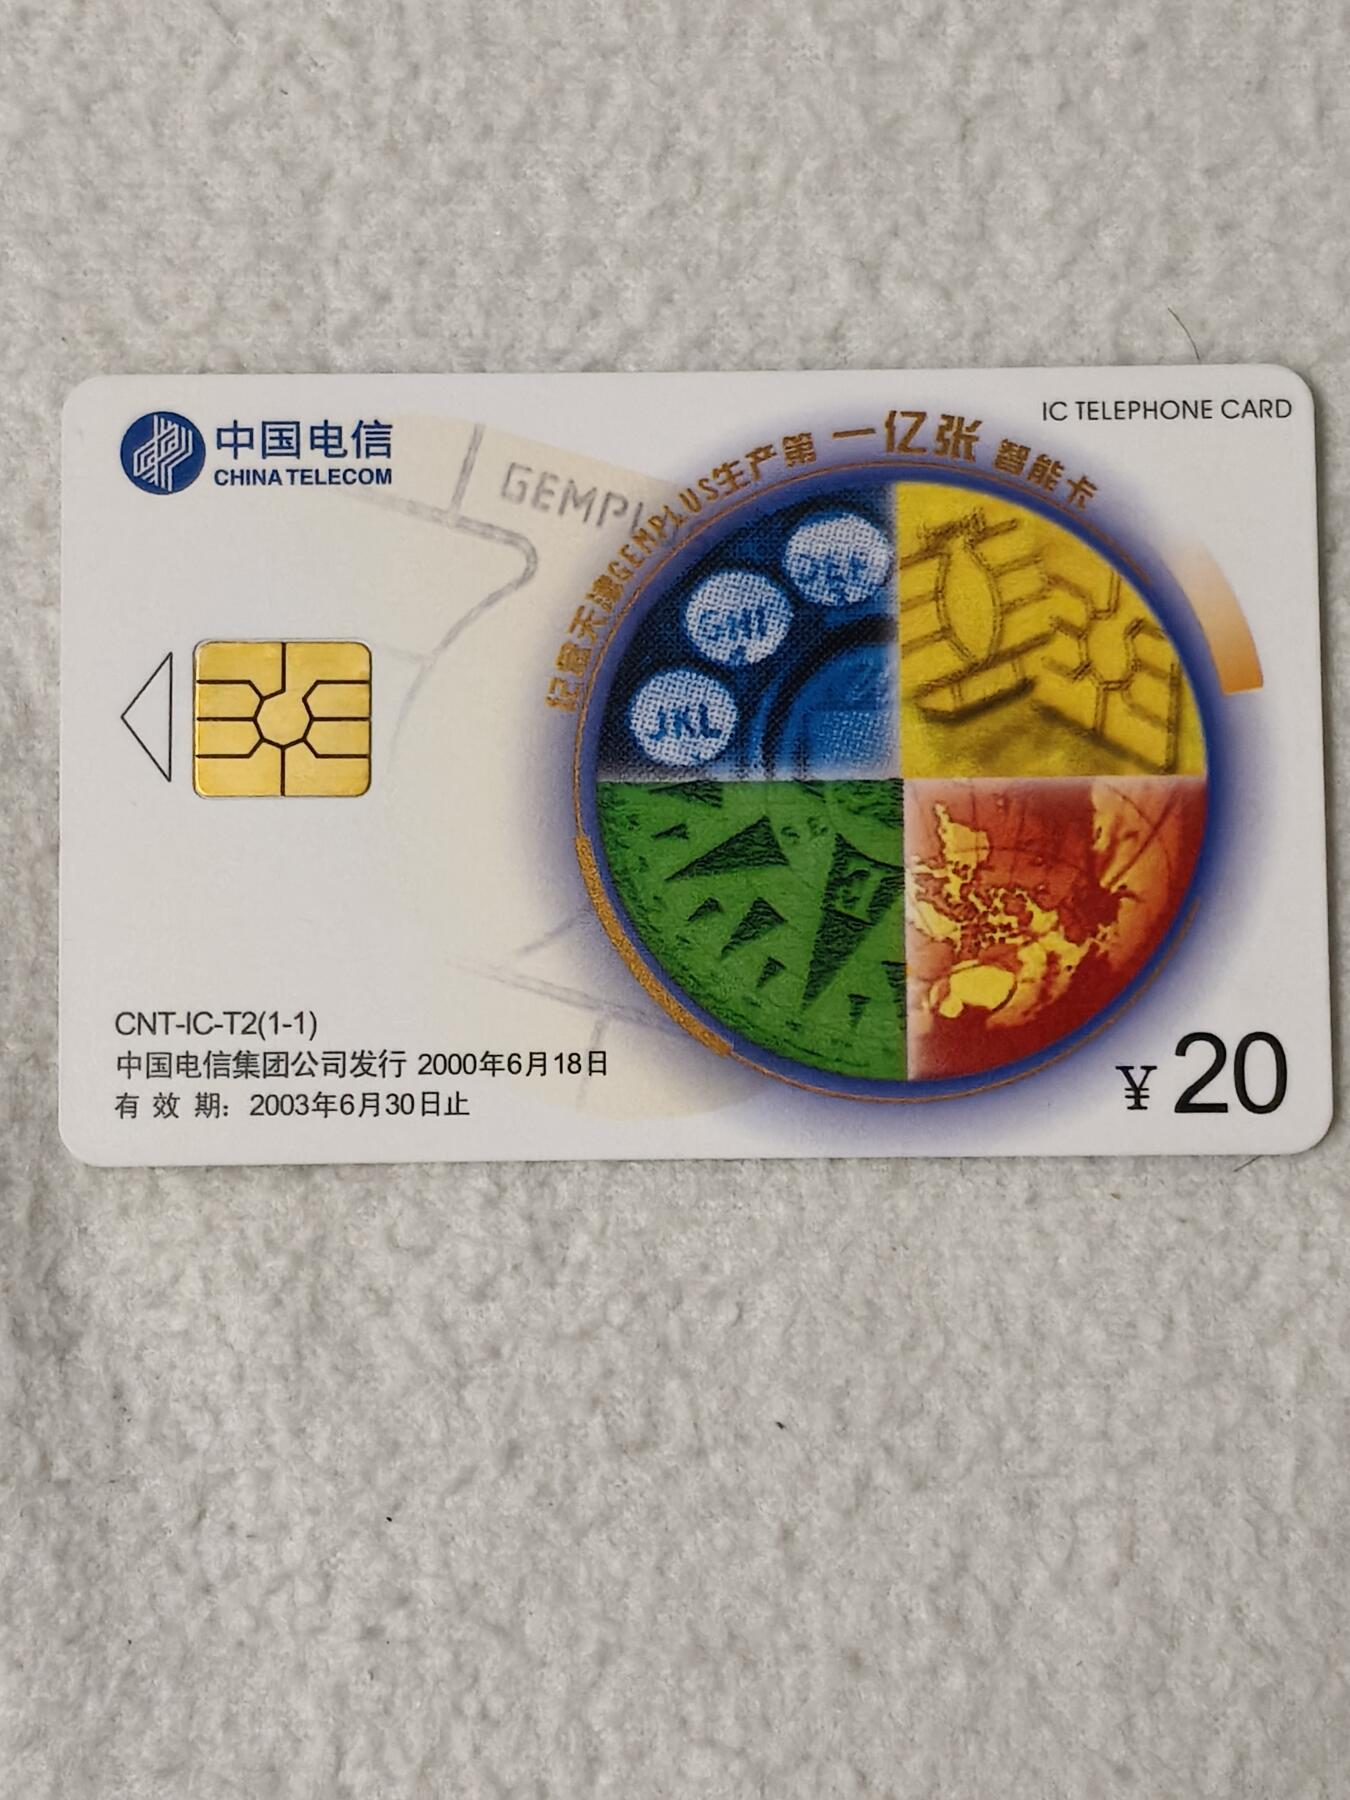 中国电信
CHINA TELECOM
IC TELEPHONE CARD
GEMPL
纪念天津GEMPLUS生产第一亿张智能卡
DEF
GHI
JKL
CNT-IC-T2(1-1)
中国电信集团公司发行 2000年6月18日
有 效 期：2003年6月30日止
¥ 20